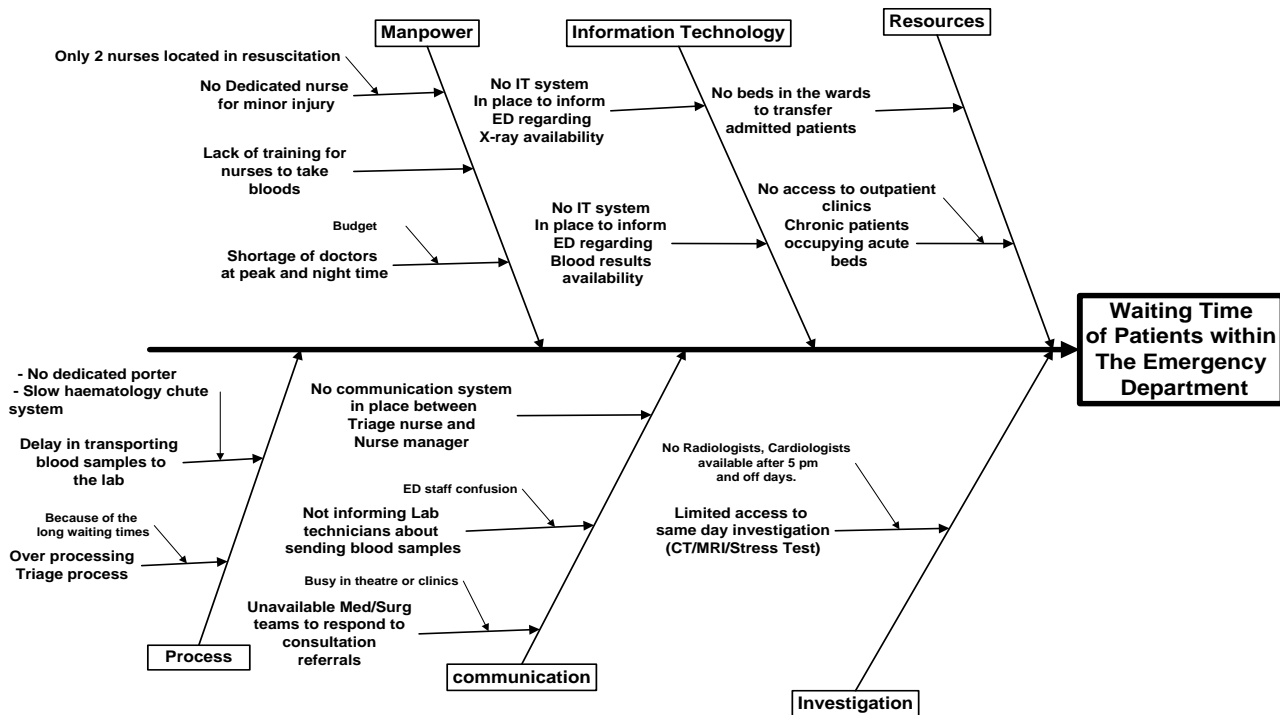 Manpower
Information Technology
Resources
Only 2 nurses located in resuscitation
No Dedicated nurse
for minor injury
Lack of training for
nurses to take
bloods
Budget
Shortage of doctors
at peak and night time
No IT system
In place to inform
ED regarding
X-ray availability
No IT system
In place to inform
ED regarding
Blood results
availability
No beds in the wards
to transfer
admitted patients
No access to outpatient
clinics
Chronic patients
occupying acute
beds
Waiting Time
of Patients within
The Emergency
Department
- No dedicated porter
- Slow haematology chute
system
Delay in transporting
blood samples to
the lab
Because of the
long waiting times
Over processing
Triage process
Process
No communication system
in place between
Triage nurse and
Nurse manager
ED staff confusion
Not informing Lab
technicians about
sending blood samples
Busy in theatre or clinics
Unavailable Med/Surg
teams to respond to
consultation
referrals
communication
No Radiologists, Cardiologists
available after 5 pm
and off days.
Limited access to
same day investigation
(CT/MRI/Stress Test)
Investigation